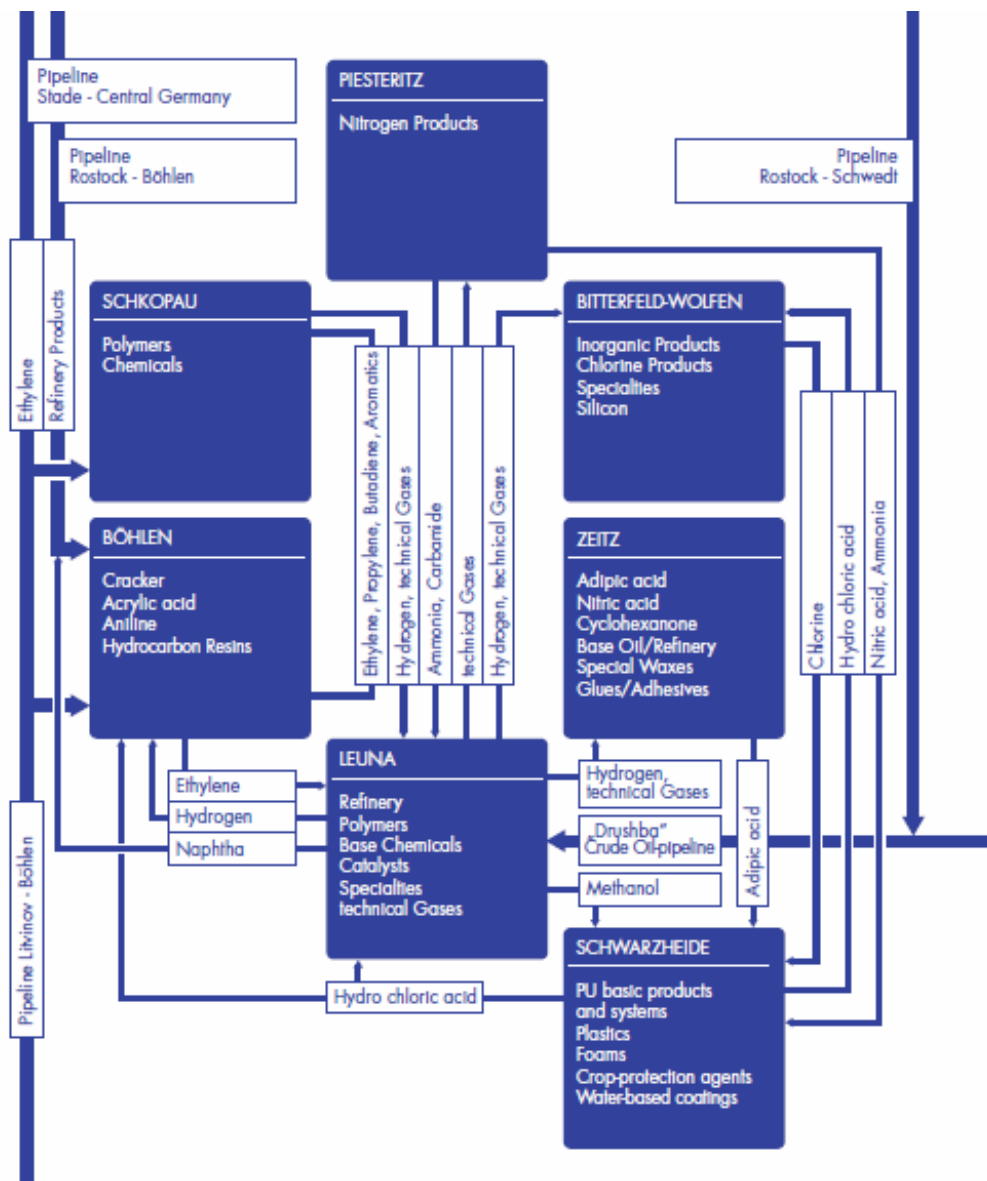 Pipeline
Stade - Central Germany
Pipeline
Rostock - Böhlen
PIESTERITZ
Nitrogen Products
Pipeline
Rostock - Schwedt
Ethylene
Refinery Products
SCHKOPAU
Polymers
Chemicals
BITTERFELD-WOLFEN
Inorganic Products
Chlorine Products
Specialties
Silicon
Ethylene, Propylene, Butadiene, Aromatics
Hydrogen, technical Gases
Ammonia, Carbamide
technical Gases
Hydrogen, technical Gases
Chlorine
Hydro chloric acid
Nitric acid, Ammonia
BÖHLEN
Cracker
Acrylic acid
Aniline
Hydrocarbon Resins
ZEITZ
Adipic acid
Nitric acid
Cyclohexanone
Base Oil/Refinery
Special Waxes
Glues/Adhesives
Ethylene
Hydrogen
Naphtha
LEUNA
Refinery
Polymers
Base Chemicals
Catalysts
Specialties
technical Gases
Hydrogen,
technical Gases
„Drushba“
Crude Oil-pipeline
Methanol
Adipic acid
Pipeline Litvinov - Böhlen
Hydro chloric acid
SCHWARZHEIDE
PU basic products
and systems
Plastics
Foams
Crop-protection agents
Water-based coatings